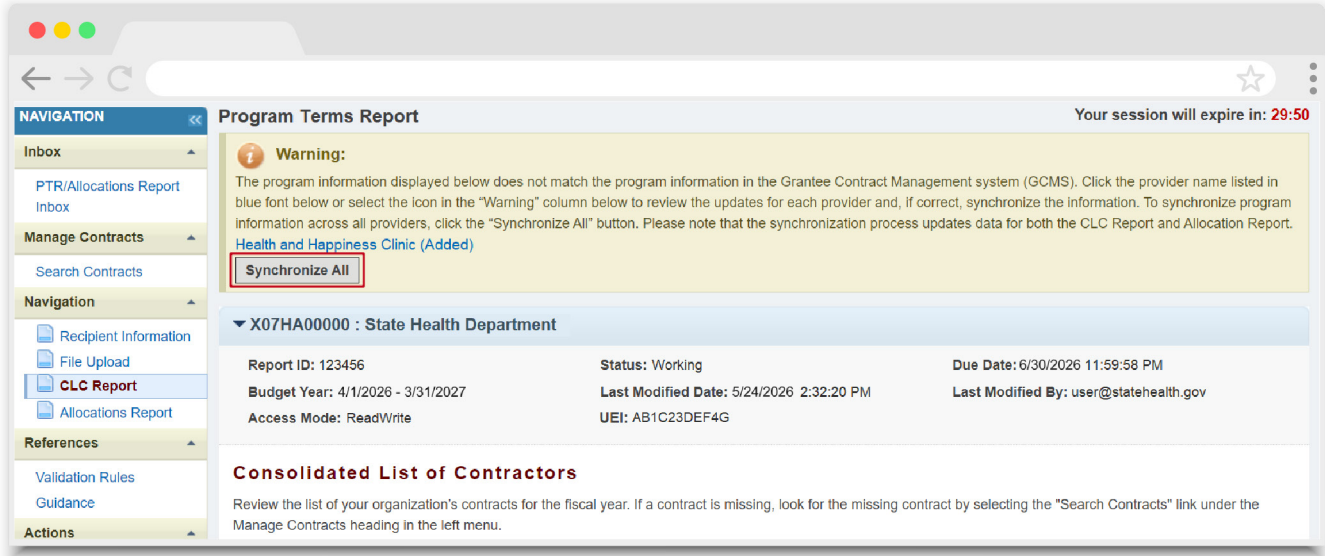 NAVIGATION
Program Terms Report
Your session will expire in: 29:50
Inbox
PTR/Allocations Report
Inbox
Manage Contracts
Search Contracts
Navigation
Recipient Information
File Upload
CLC Report
Allocations Report
References
Validation Rules
Guidance
Actions
Warning:
The program information displayed below does not match the program information in the Grantee Contract Management system (GCMS). Click the provider name listed in
blue font below or select the icon in the “Warning” column below to review the updates for each provider and, if correct, synchronize the information. To synchronize program
information across all providers, click the “Synchronize All” button. Please note that the synchronization process updates data for both the CLC Report and Allocation Report.
Health and Happiness Clinic (Added)
Synchronize All
X07HA00000 : State Health Department
Report ID: 123456
Status: Working
Due Date: 6/30/2026 11:59:58 PM
Budget Year: 4/1/2026 - 3/31/2027
Last Modified Date: 5/24/2026 2:32:20 PM
Last Modified By: user@statehealth.gov
Access Mode: ReadWrite
UEI: AB1C23DEF4G
Consolidated List of Contractors
Review the list of your organization's contracts for the fiscal year. If a contract is missing, look for the missing contract by selecting the "Search Contracts" link under the
Manage Contracts heading in the left menu.